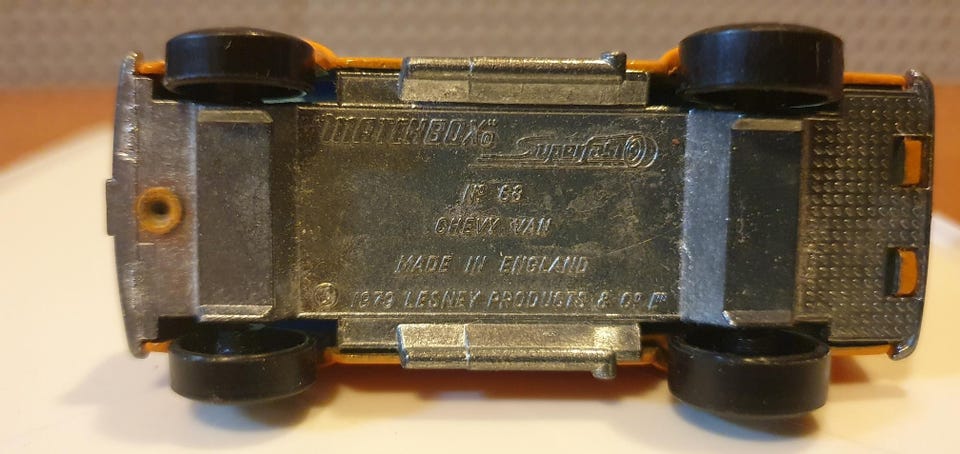 MATCHBOX
Superfast
Nº 68
CHEVY VAN
MADE IN ENGLAND
© 1979 LESNEY PRODUCTS & Cº Lᵀᴰ